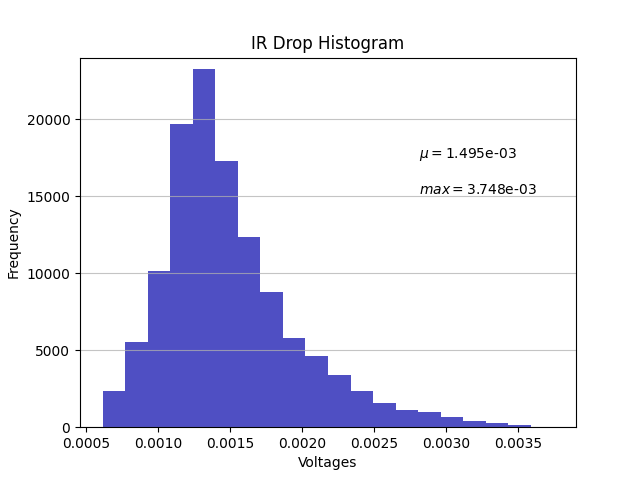 IR Drop Histogram
μ = 1.495e-03
max = 3.748e-03
Frequency
20000
15000
10000
5000
0
0.0005 0.0010 0.0015 0.0020 0.0025 0.0030 0.0035
Voltages